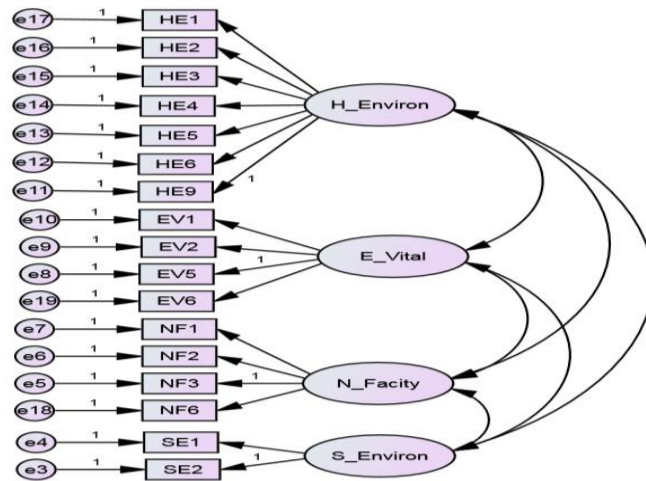 e17 1 HE1
e16 1 HE2
e15 1 HE3
e14 1 HE4 H_Environ
e13 1 HE5
e12 1 HE6
e11 1 HE9 1
e10 1 EV1
e9 1 EV2 E_Vital
e8 1 EV5 1
e19 1 EV6
e7 1 NF1
e6 1 NF2
e5 1 NF3 1 N_Facity
e18 1 NF6
e4 1 SE1 S_Environ
e3 1 SE2 1